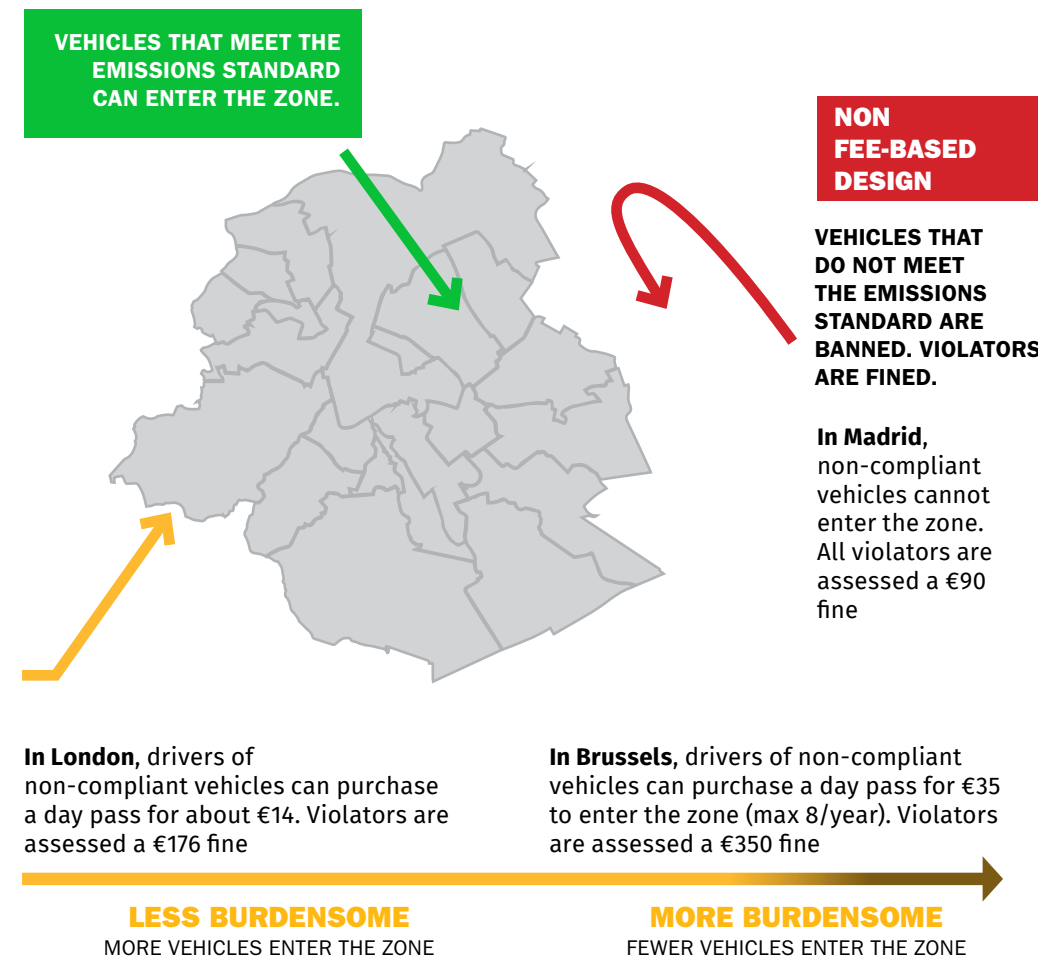 VEHICLES THAT MEET THE
EMISSIONS STANDARD
CAN ENTER THE ZONE.
NON
FEE-BASED
DESIGN
VEHICLES THAT
DO NOT MEET
THE EMISSIONS
STANDARD ARE
BANNED. VIOLATORS
ARE FINED.
In Madrid,
non-compliant
vehicles cannot
enter the zone.
All violators are
assessed a €90
fine
In London, drivers of
non-compliant vehicles can purchase
a day pass for about €14. Violators are
assessed a €176 fine
In Brussels, drivers of non-compliant
vehicles can purchase a day pass for €35
to enter the zone (max 8/year). Violators
are assessed a €350 fine
LESS BURDENSOME
MORE VEHICLES ENTER THE ZONE
MORE BURDENSOME
FEWER VEHICLES ENTER THE ZONE